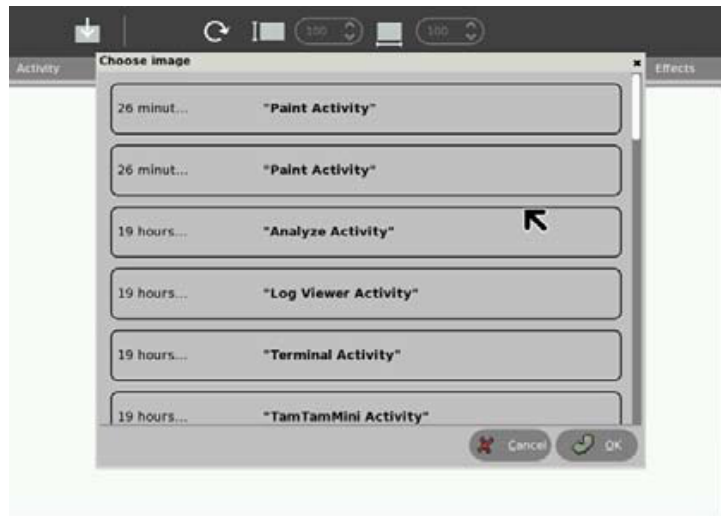 100 100
Activity Effects
Choose image
26 minut... "Paint Activity"
26 minut... "Paint Activity"
19 hours... "Analyze Activity"
19 hours... "Log Viewer Activity"
19 hours... "Terminal Activity"
19 hours... "TamTamMini Activity"
Cancel OK